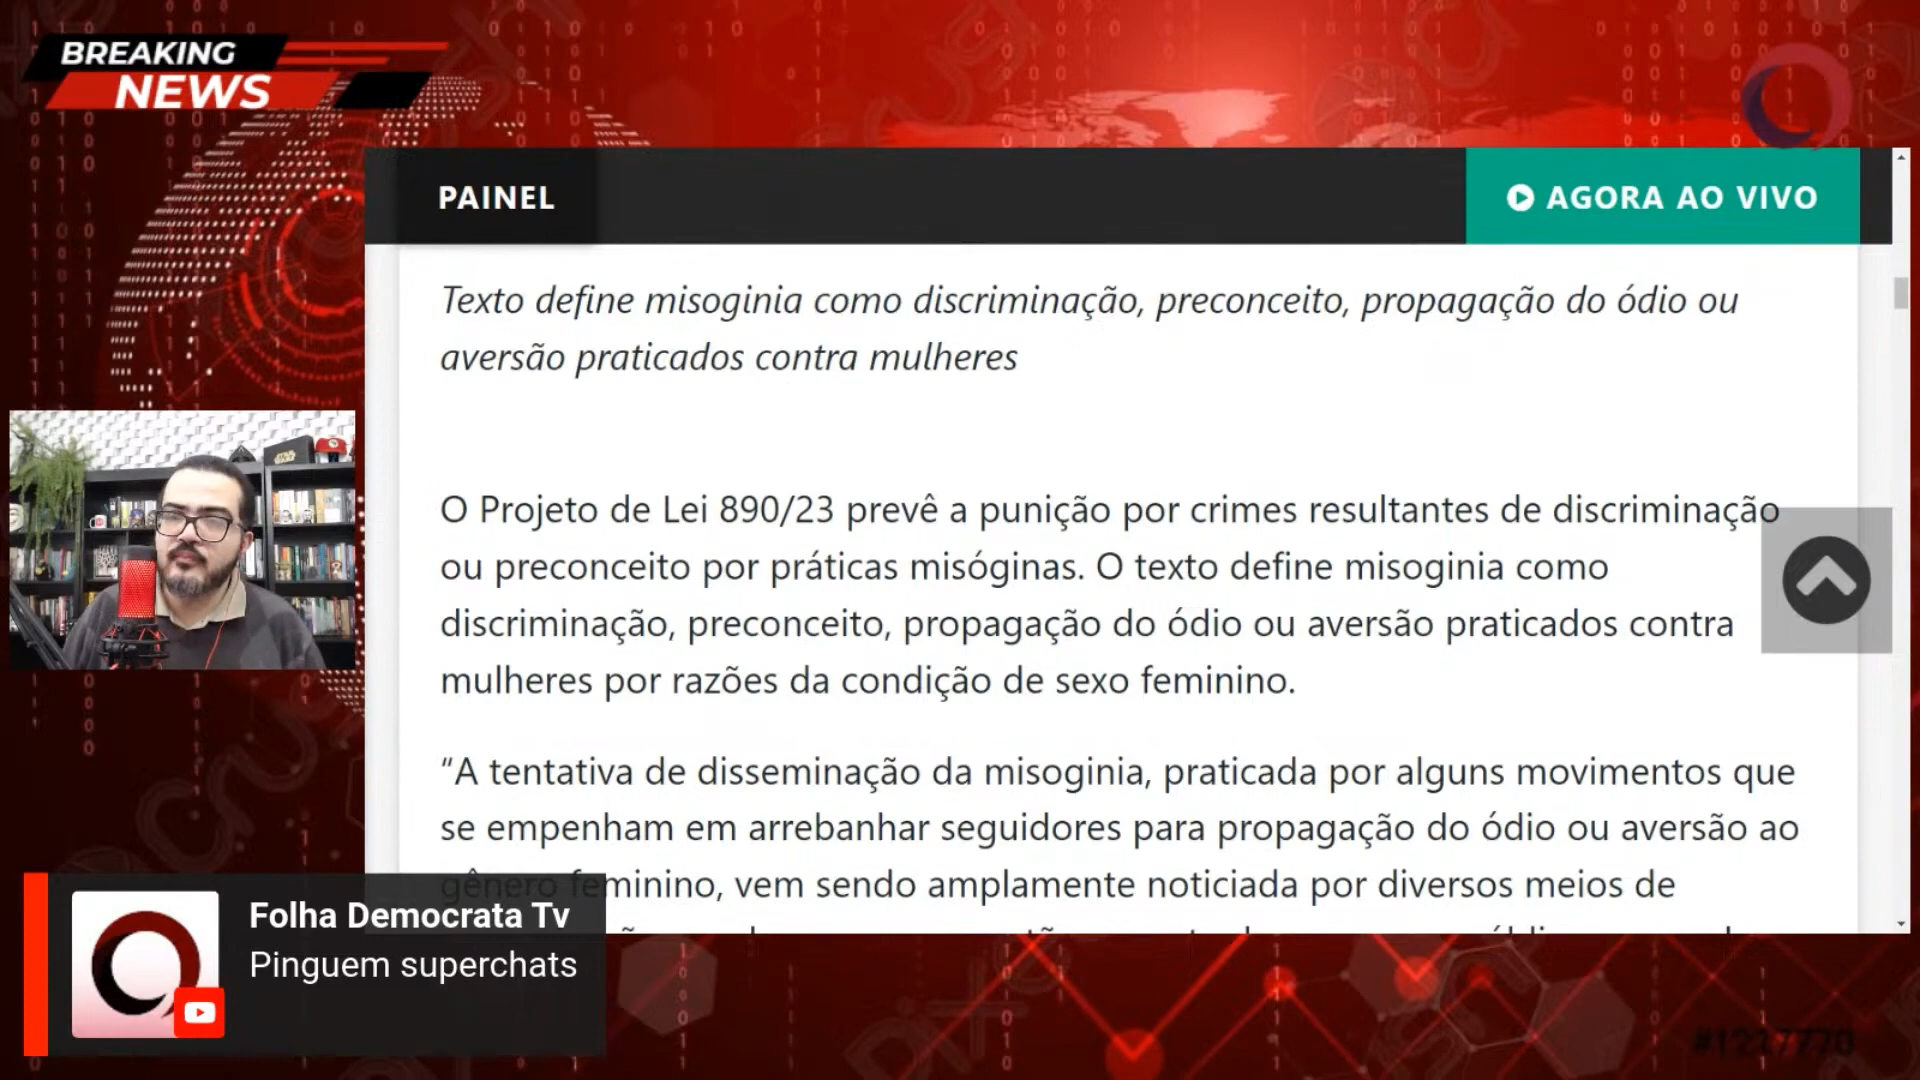 BREAKING
NEWS
PAINEL
AGORA AO VIVO
Texto define misoginia como discriminação, preconceito, propagação do ódio ou
aversão praticados contra mulheres
O Projeto de Lei 890/23 prevê a punição por crimes resultantes de discriminação
ou preconceito por práticas misóginas. O texto define misoginia como
discriminação, preconceito, propagação do ódio ou aversão praticados contra
mulheres por razões da condição de sexo feminino.
“A tentativa de disseminação da misoginia, praticada por alguns movimentos que
se empenham em arrebanhar seguidores para propagação do ódio ou aversão ao
gênero feminino, vem sendo amplamente noticiada por diversos meios de
Folha Democrata Tv
Pinguem superchats
STAR WARS